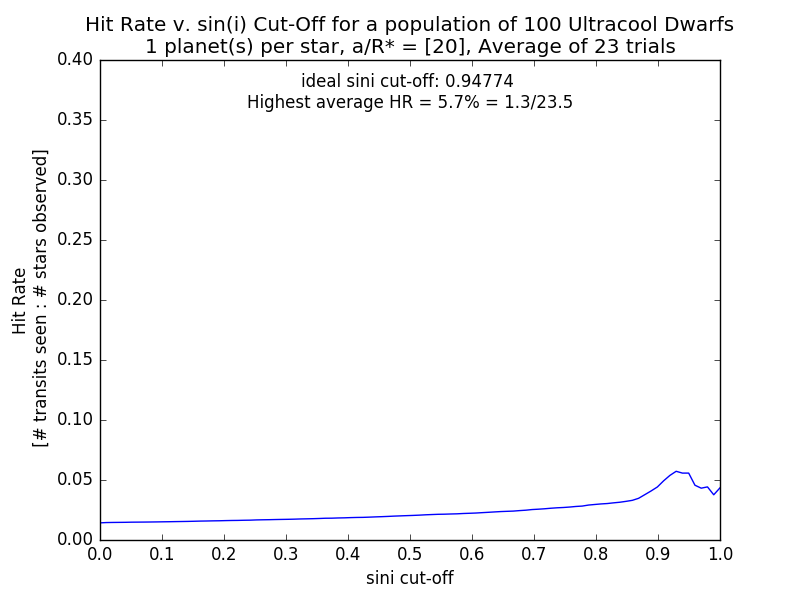 Hit Rate v. sin(i) Cut-Off for a population of 100 Ultracool Dwarfs
1 planet(s) per star, a/R* = [20], Average of 23 trials
ideal sini cut-off: 0.94774
Highest average HR = 5.7% = 1.3/23.5
Hit Rate
[# transits seen : # stars observed]
0.40
0.35
0.30
0.25
0.20
0.15
0.10
0.05
0.00
0.0 0.1 0.2 0.3 0.4 0.5 0.6 0.7 0.8 0.9 1.0
sini cut-off